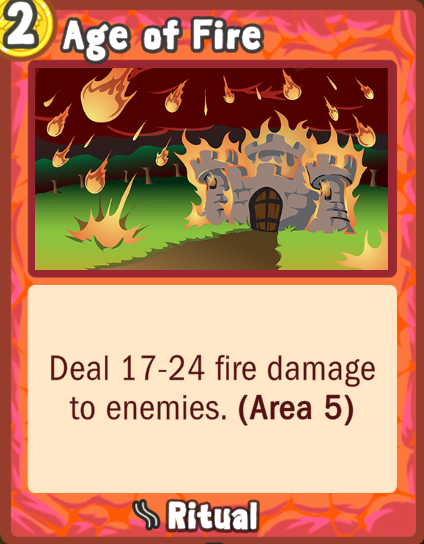 2
Age of Fire
Deal 17-24 fire damage
to enemies. (Area 5)
Ritual